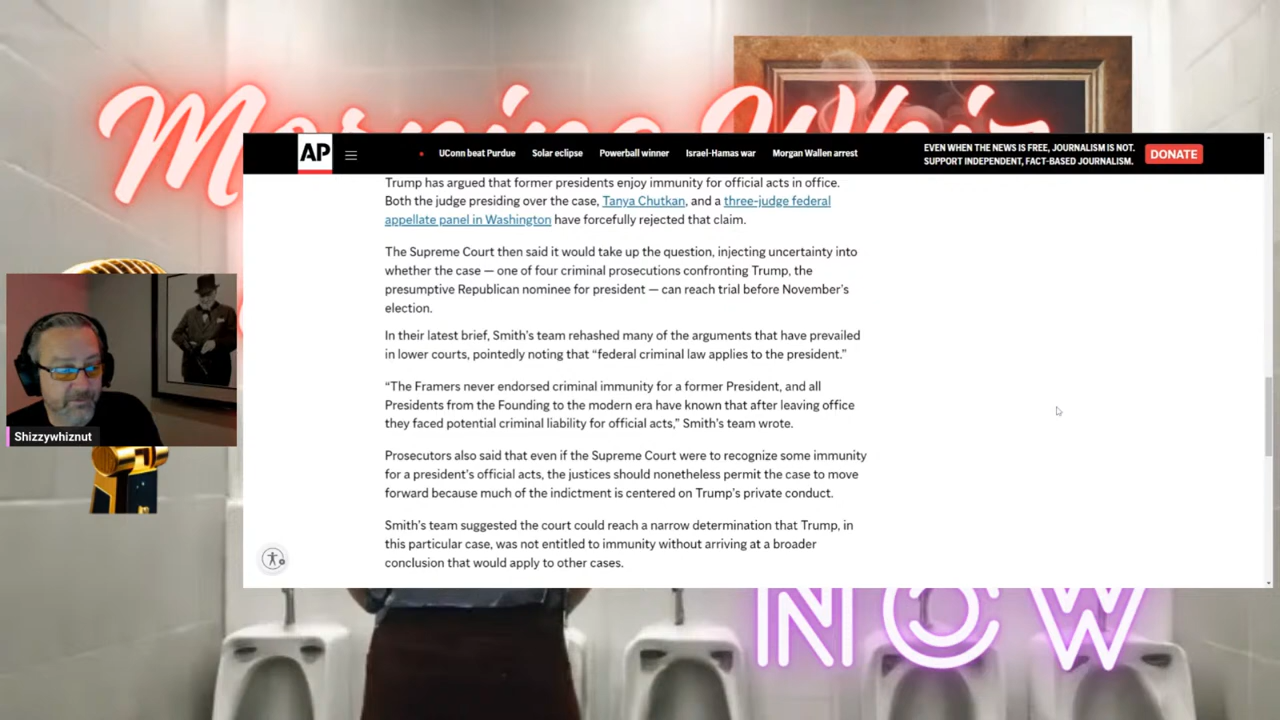 Morning Whiz
AP
UConn beat Purdue
Solar eclipse
Powerball winner
Israel-Hamas war
Morgan Wallen arrest
EVEN WHEN THE NEWS IS FREE, JOURNALISM IS NOT.
SUPPORT INDEPENDENT, FACT-BASED JOURNALISM.
DONATE
Trump has argued that former presidents enjoy immunity for official acts in office.
Both the judge presiding over the case, Tanya Chutkan, and a three-judge federal
appellate panel in Washington have forcefully rejected that claim.
The Supreme Court then said it would take up the question, injecting uncertainty into
whether the case — one of four criminal prosecutions confronting Trump, the
presumptive Republican nominee for president — can reach trial before November’s
election.
In their latest brief, Smith’s team rehashed many of the arguments that have prevailed
in lower courts, pointedly noting that “federal criminal law applies to the president.”
“The Framers never endorsed criminal immunity for a former President, and all
Presidents from the Founding to the modern era have known that after leaving office
they faced potential criminal liability for official acts,” Smith’s team wrote.
Prosecutors also said that even if the Supreme Court were to recognize some immunity
for a president’s official acts, the justices should nonetheless permit the case to move
forward because much of the indictment is centered on Trump’s private conduct.
Smith’s team suggested the court could reach a narrow determination that Trump, in
this particular case, was not entitled to immunity without arriving at a broader
conclusion that would apply to other cases.
Shizzywhiznut
NOW